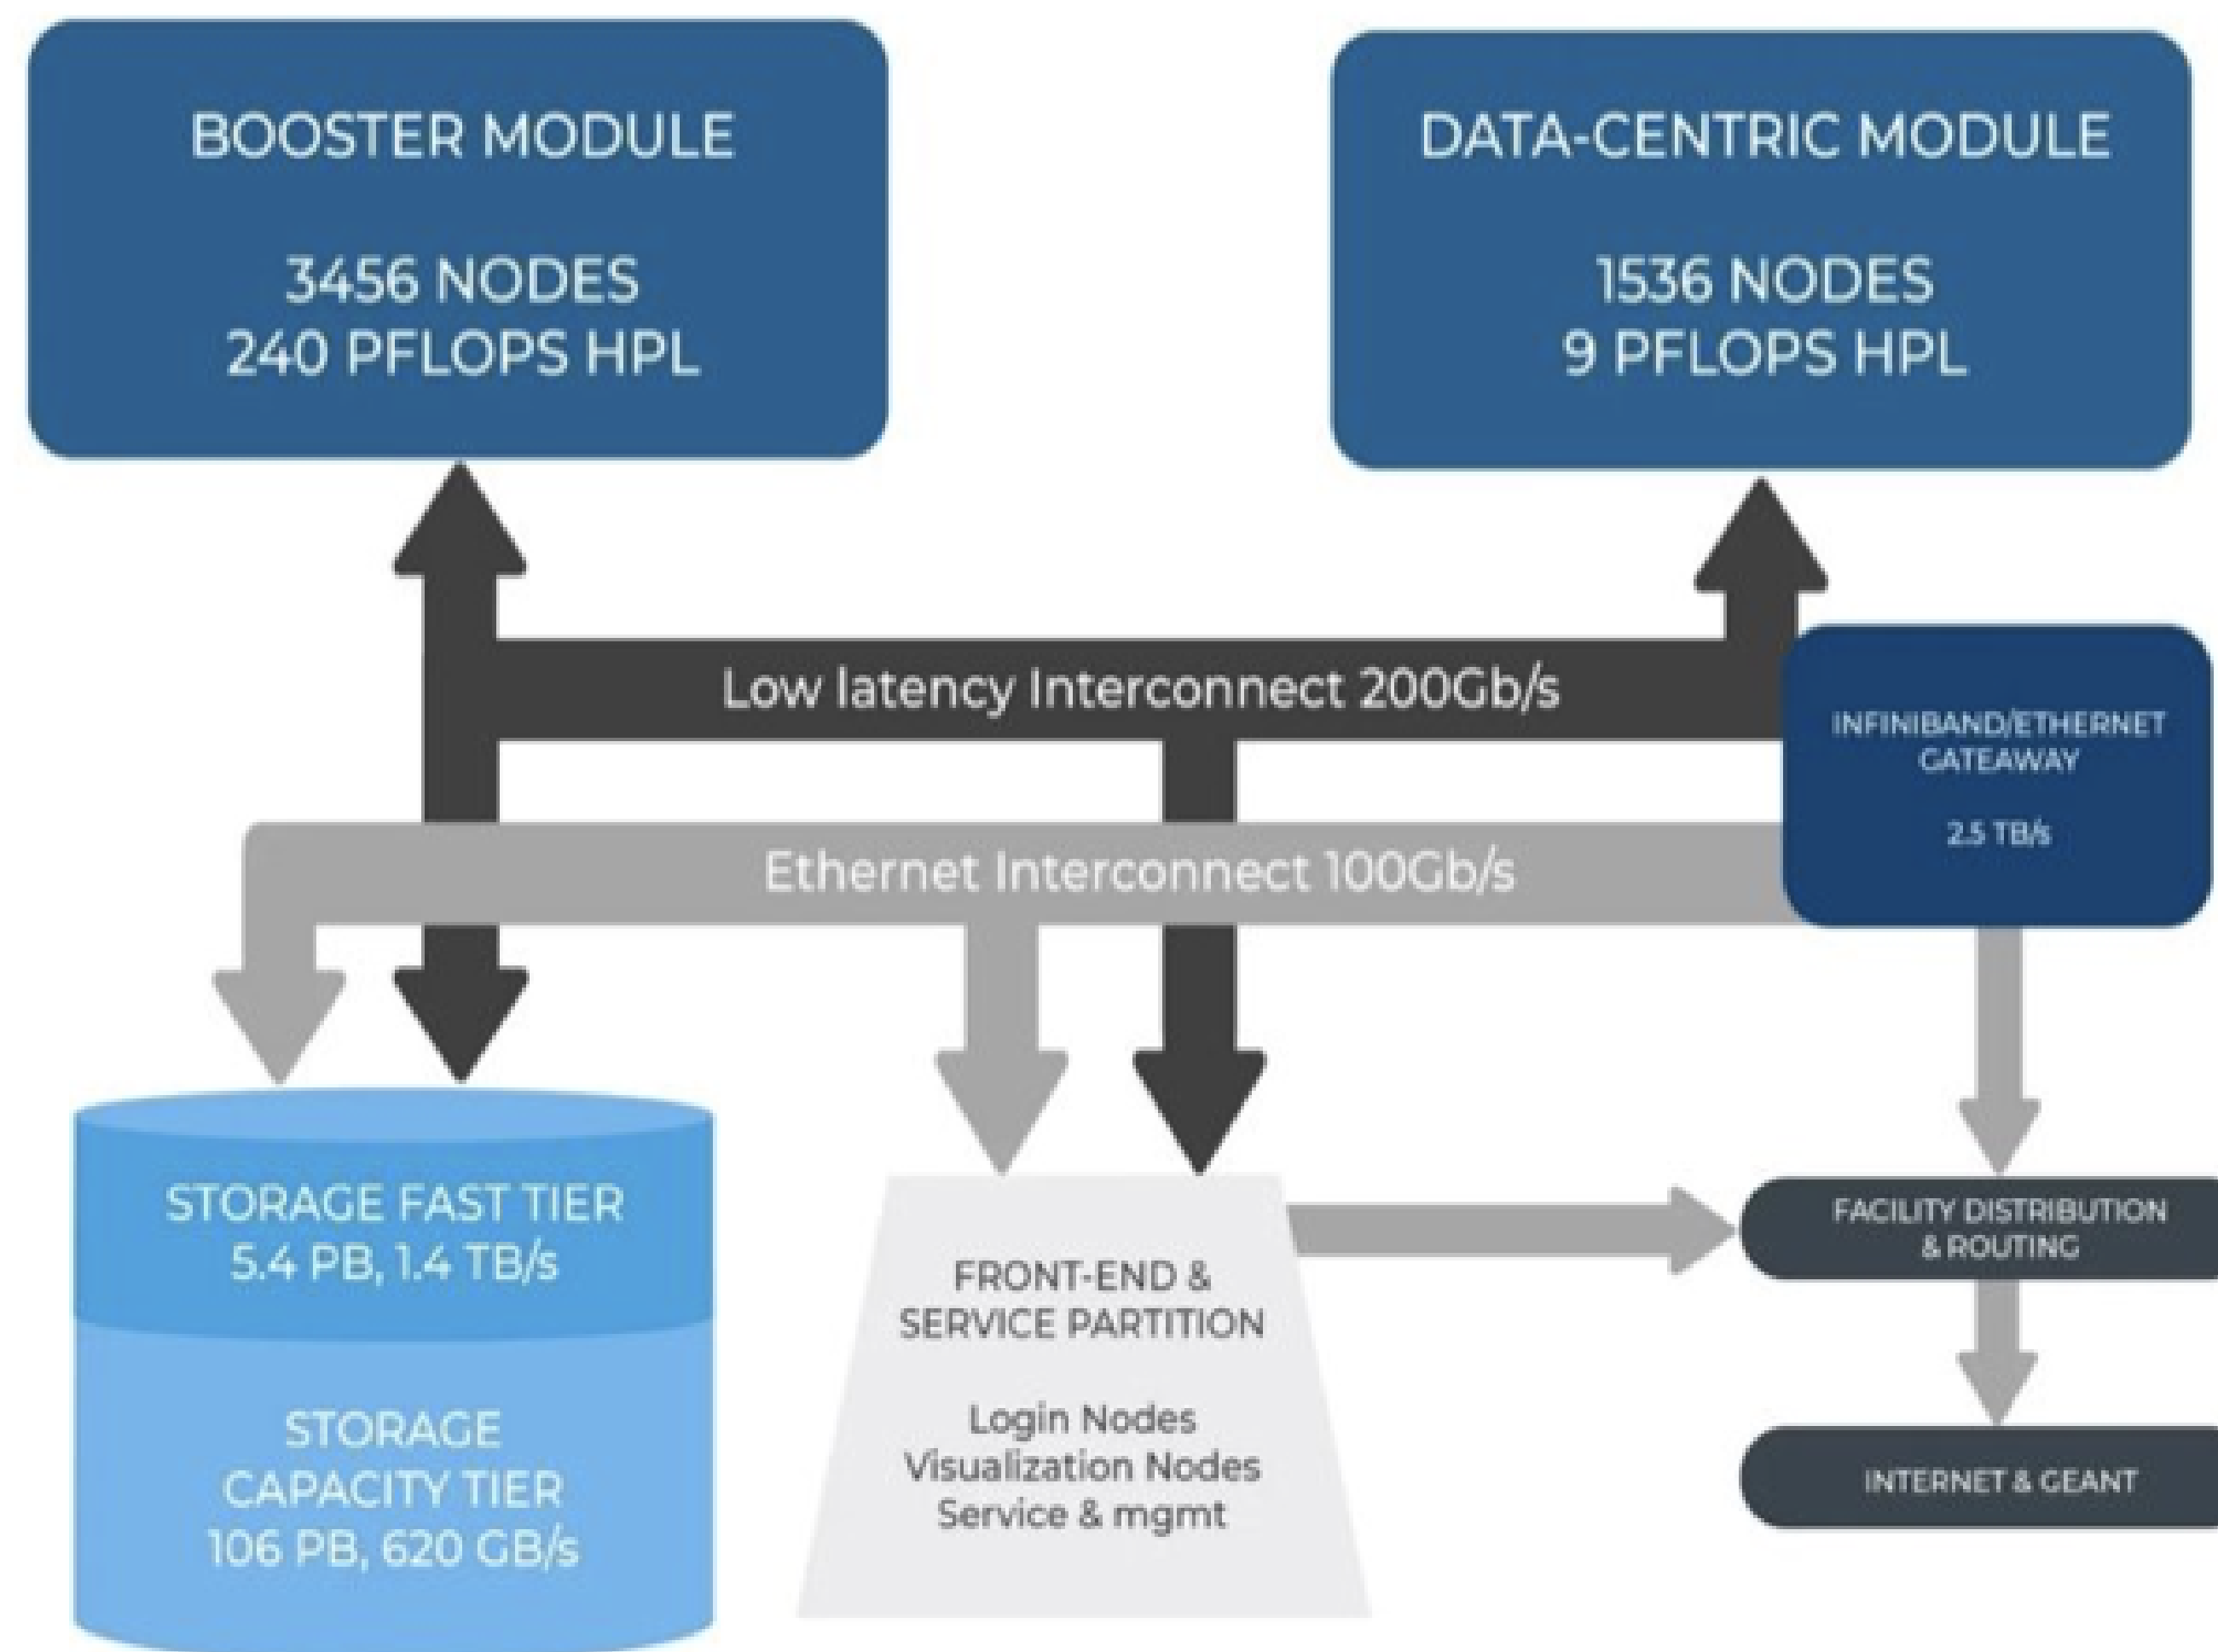 BOOSTER MODULE
3456 NODES
240 PFLOPS HPL
DATA-CENTRIC MODULE
1536 NODES
9 PFLOPS HPL
Low latency Interconnect 200Gb/s
INFINIBAND/ETHERNET
GATEAWAY
2.5 TB/s
Ethernet Interconnect 100Gb/s
STORAGE FAST TIER
5.4 PB, 1.4 TB/s
STORAGE
CAPACITY TIER
106 PB, 620 GB/s
FRONT-END &
SERVICE PARTITION
Login Nodes
Visualization Nodes
Service & mgmt
FACILITY DISTRIBUTION
& ROUTING
INTERNET & GEANT